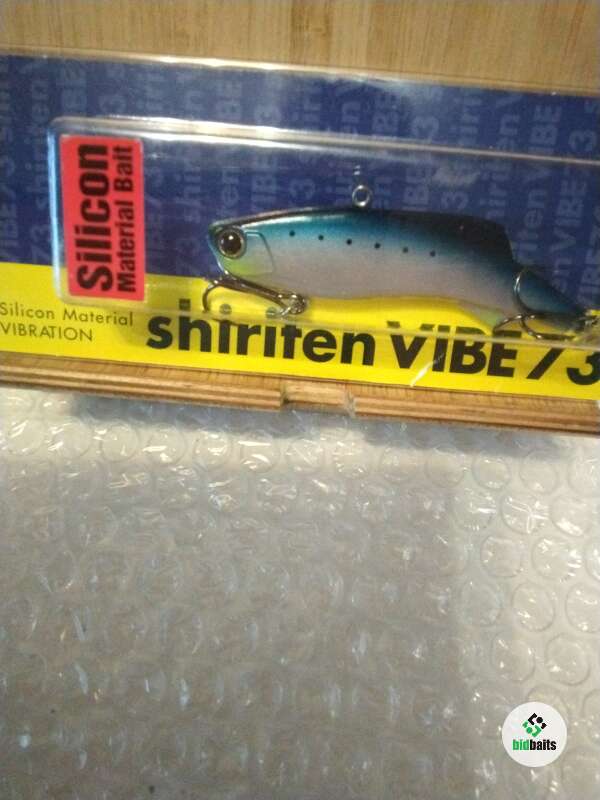 Silicon
Material Bait
Silicon Material
VIBRATION
shiriten VIBE 73
bidbaits